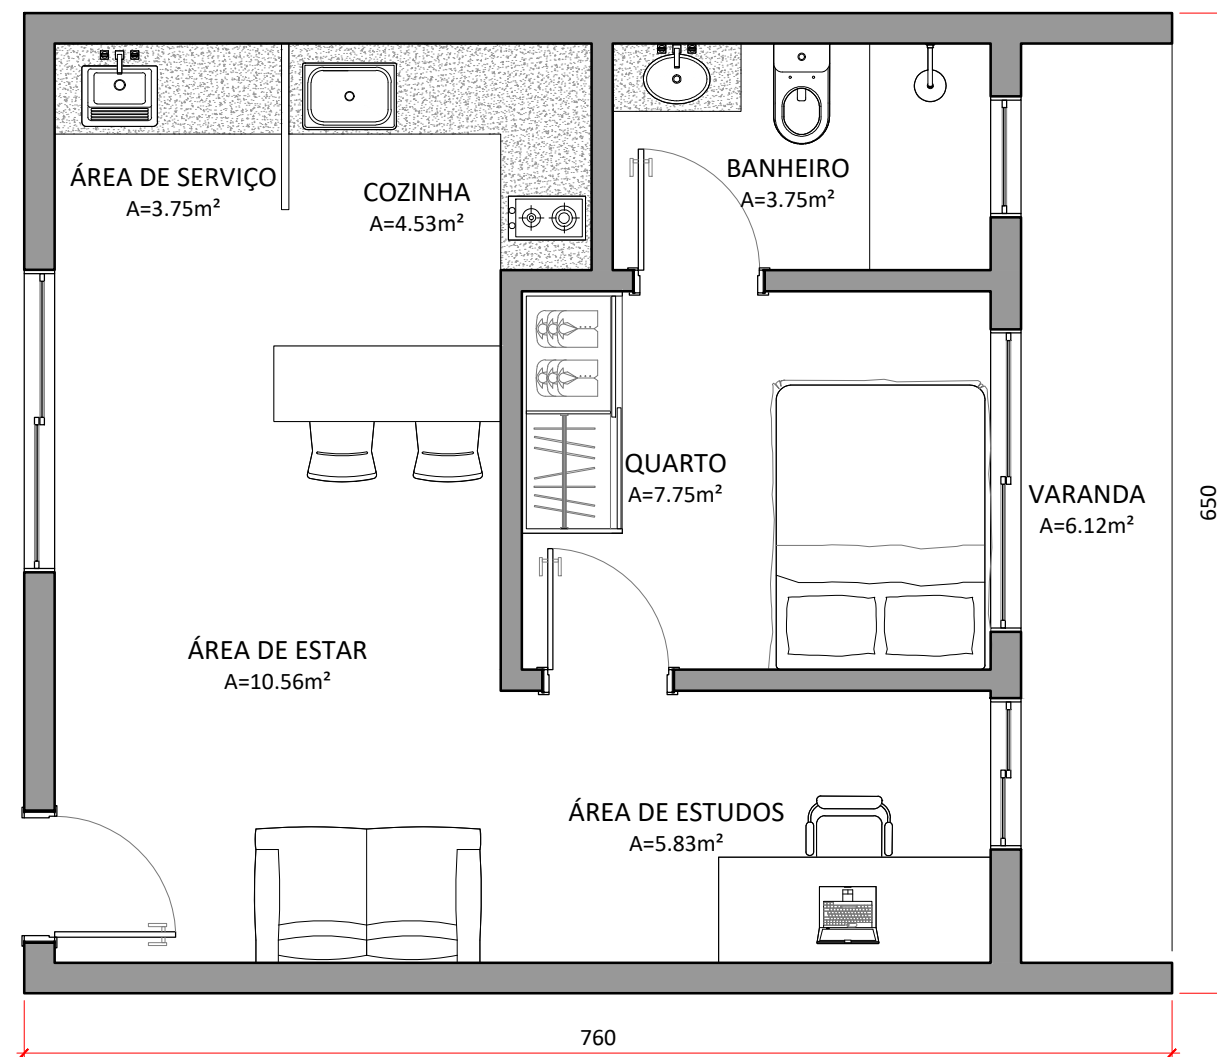 ÁREA DE SERVIÇO
A=3.75m²
COZINHA
A=4.53m²
BANHEIRO
A=3.75m²
QUARTO
A=7.75m²
VARANDA
A=6.12m²
650
ÁREA DE ESTAR
A=10.56m²
ÁREA DE ESTUDOS
A=5.83m²
760